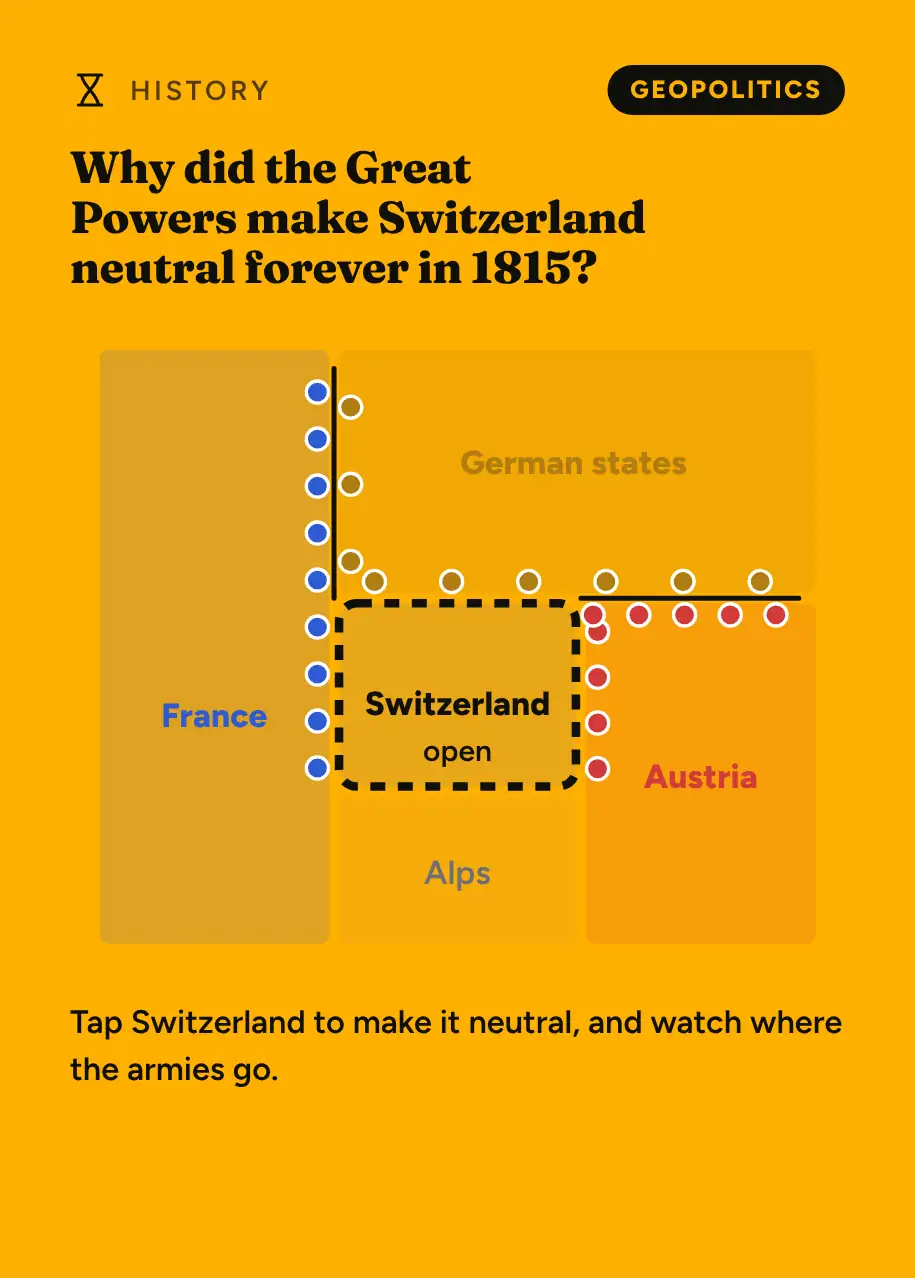 HISTORY
GEOPOLITICS
Why did the Great
Powers make Switzerland
neutral forever in 1815?
German states
France
Switzerland
open
Austria
Alps
Tap Switzerland to make it neutral, and watch where
the armies go.